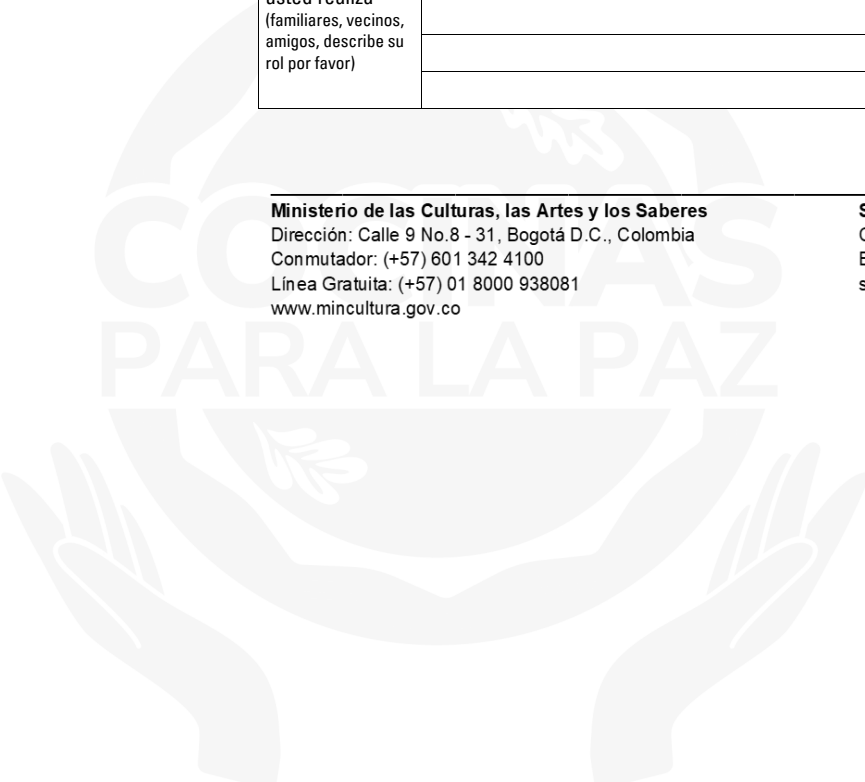 usted realiza
(familiares, vecinos,
amigos, describe su
rol por favor)
Ministerio de las Culturas, las Artes y los Saberes
Dirección: Calle 9 No.8 - 31, Bogotá D.C., Colombia
Conmutador: (+57) 601 342 4100
Línea Gratuita: (+57) 01 8000 938081
www.mincultura.gov.co
COCINAS
PARA LA PAZ